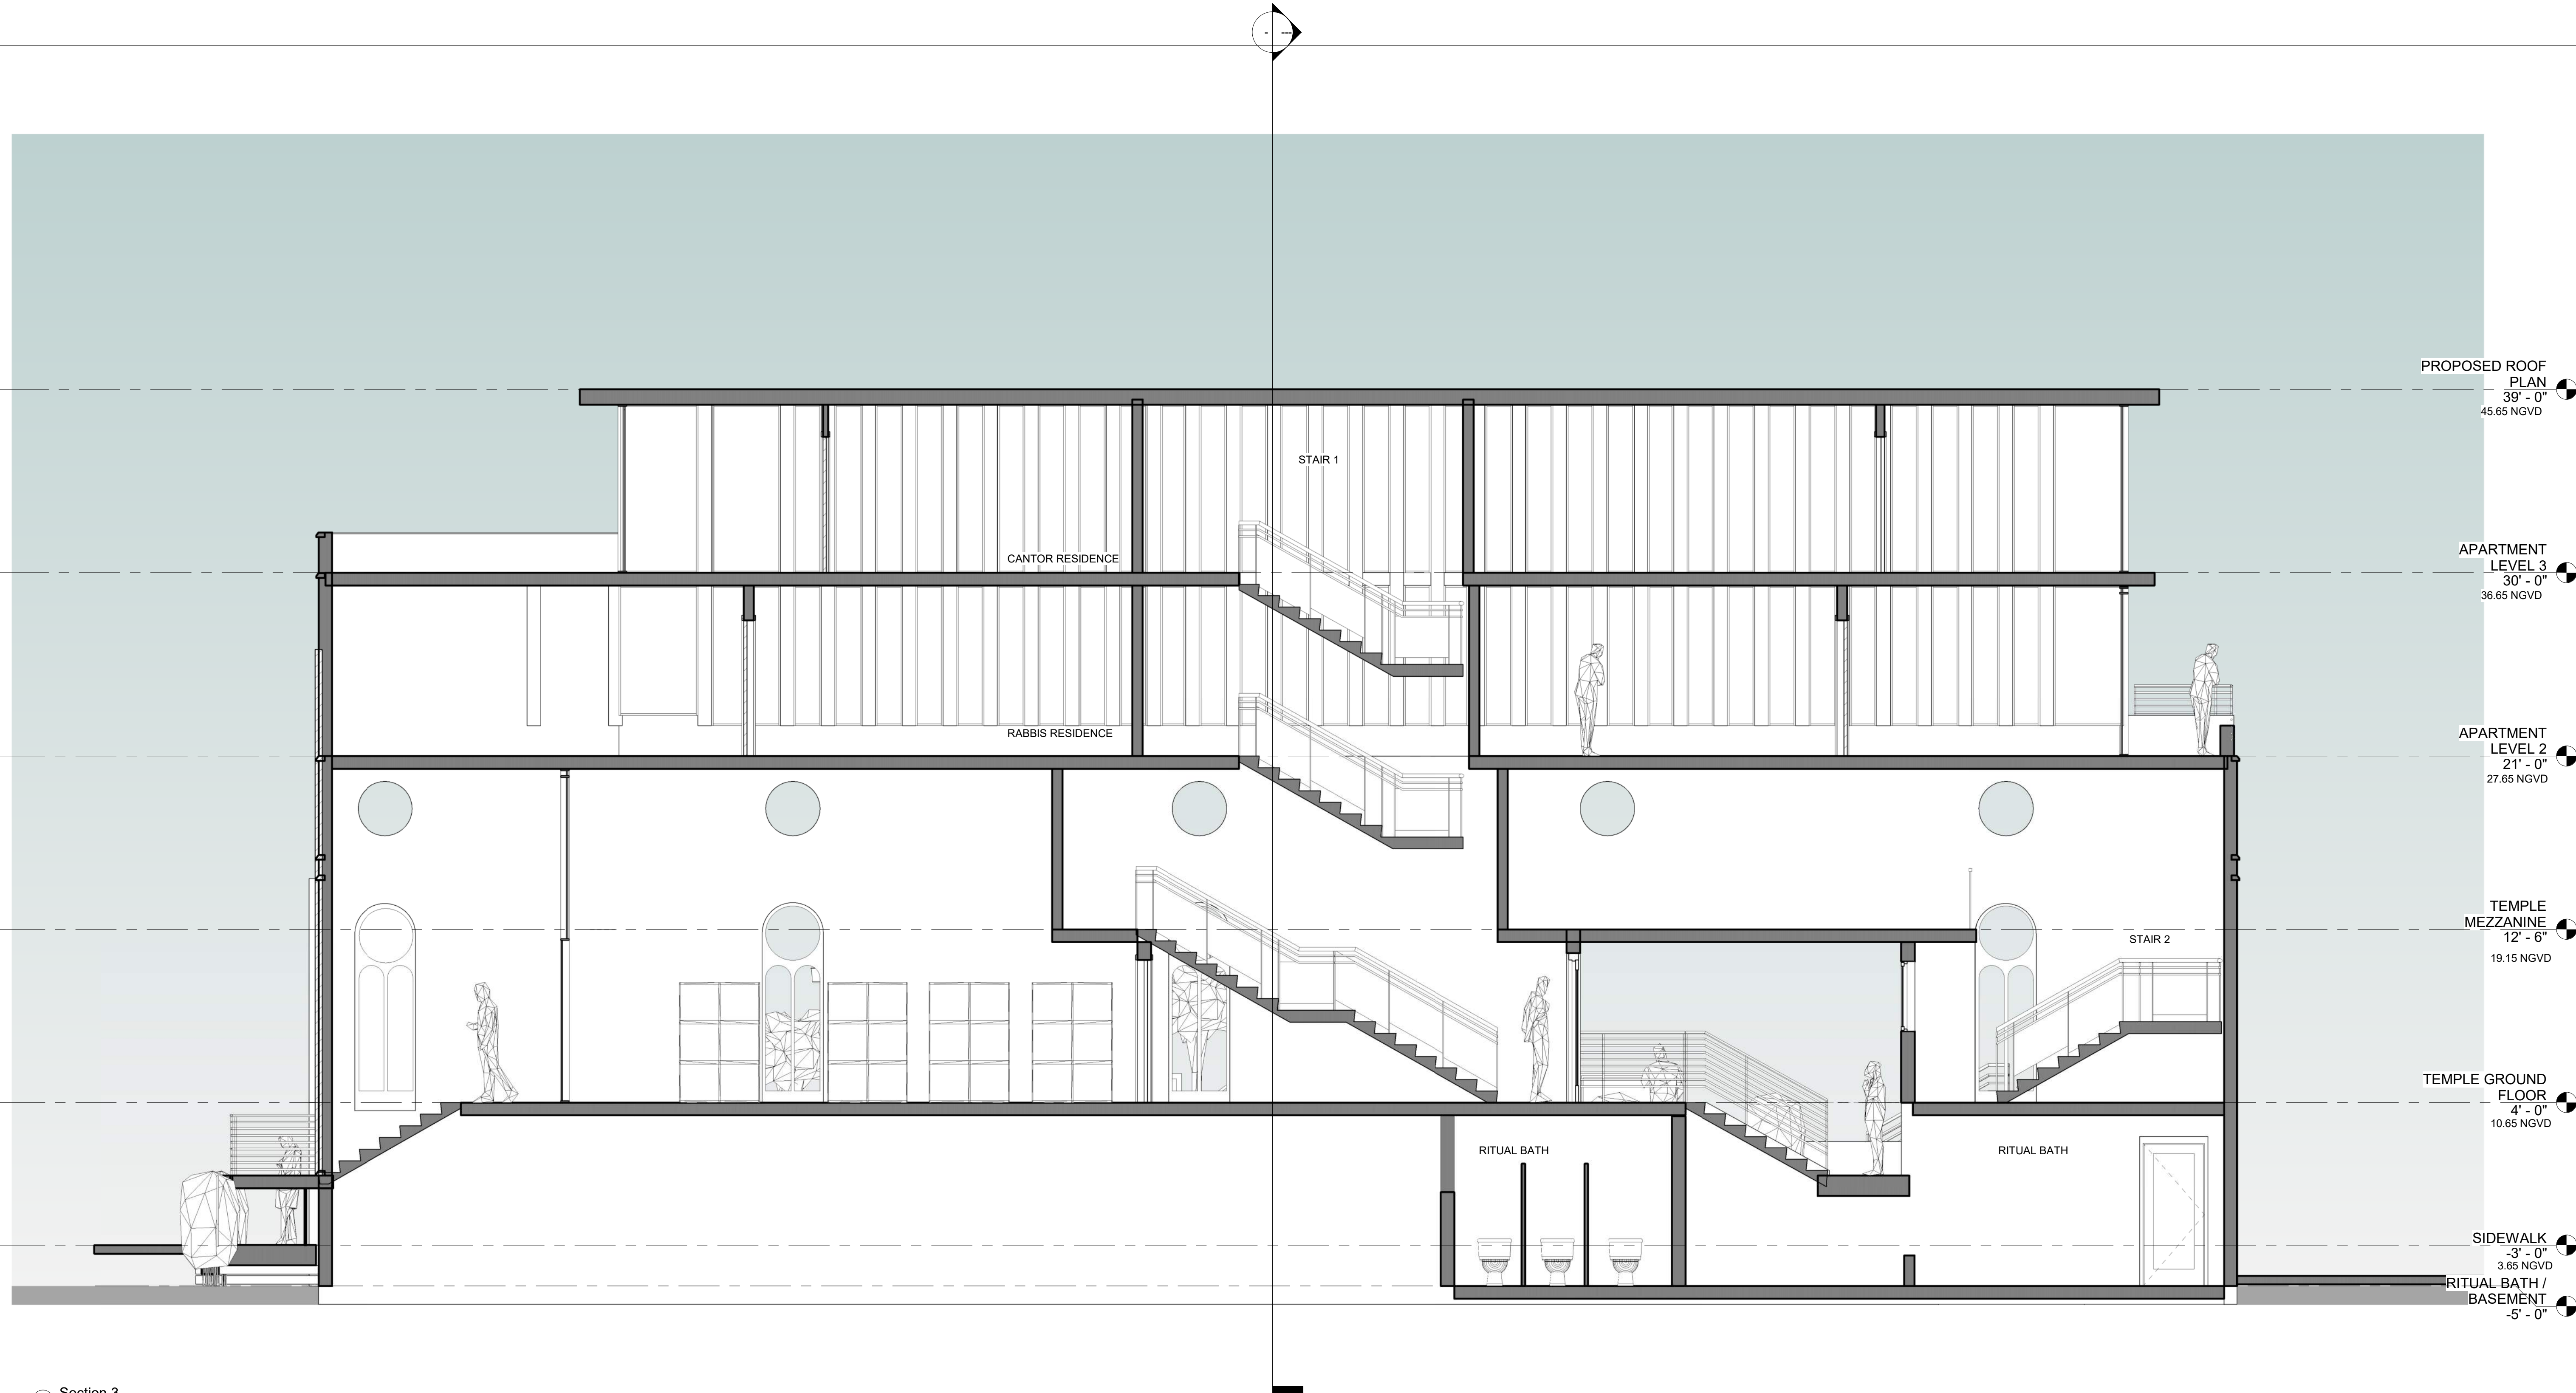 PROPOSED ROOF
PLAN
39' - 0"
45.65 NGVD
STAIR 1
CANTOR RESIDENCE
APARTMENT
LEVEL 3
30' - 0"
36.65 NGVD
RABBIS RESIDENCE
APARTMENT
LEVEL 2
21' - 0"
27.65 NGVD
TEMPLE
MEZZANINE
12' - 6"
19.15 NGVD
STAIR 2
TEMPLE GROUND
FLOOR
4' - 0"
10.65 NGVD
RITUAL BATH
RITUAL BATH
SIDEWALK
-3' - 0"
3.65 NGVD
RITUAL BATH /
BASEMENT
-5' - 0"
Section 3